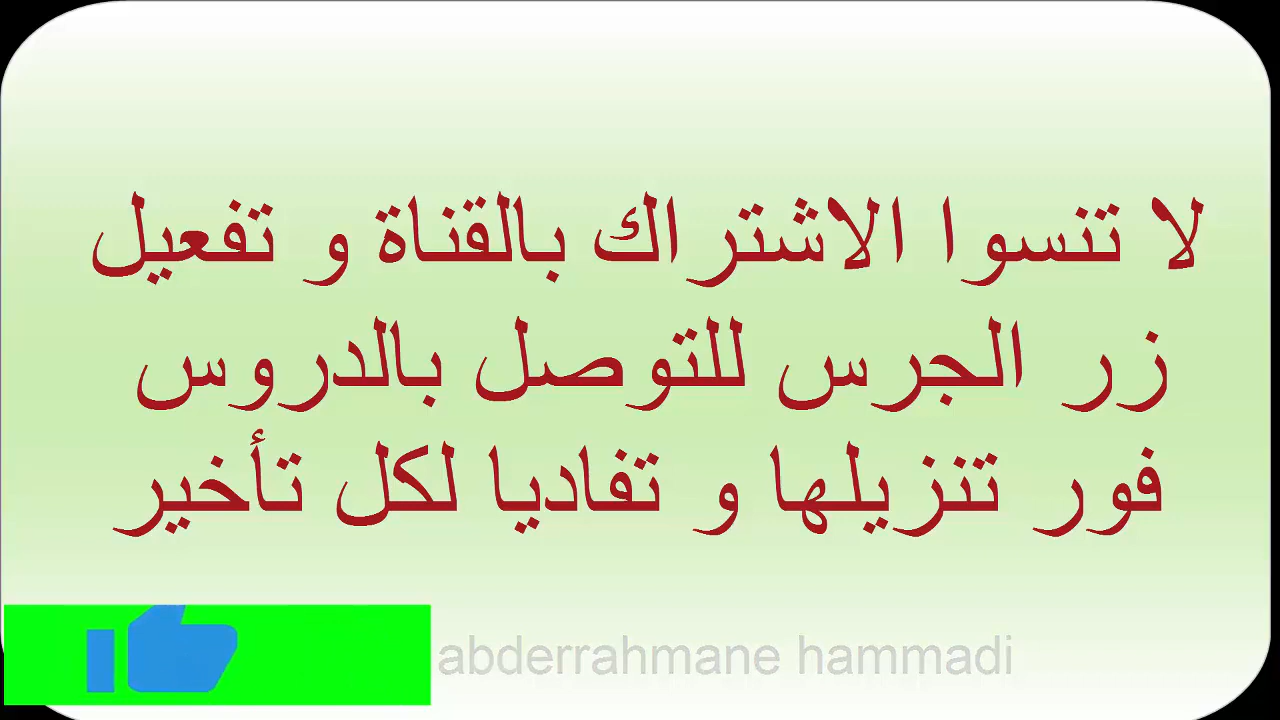 لا تنسوا الاشتراك بالقناة و تفعيل
زر الجرس للتوصل بالدروس
فور تنزيلها و تفاديا لكل تأخير
abderrahmane hammadi